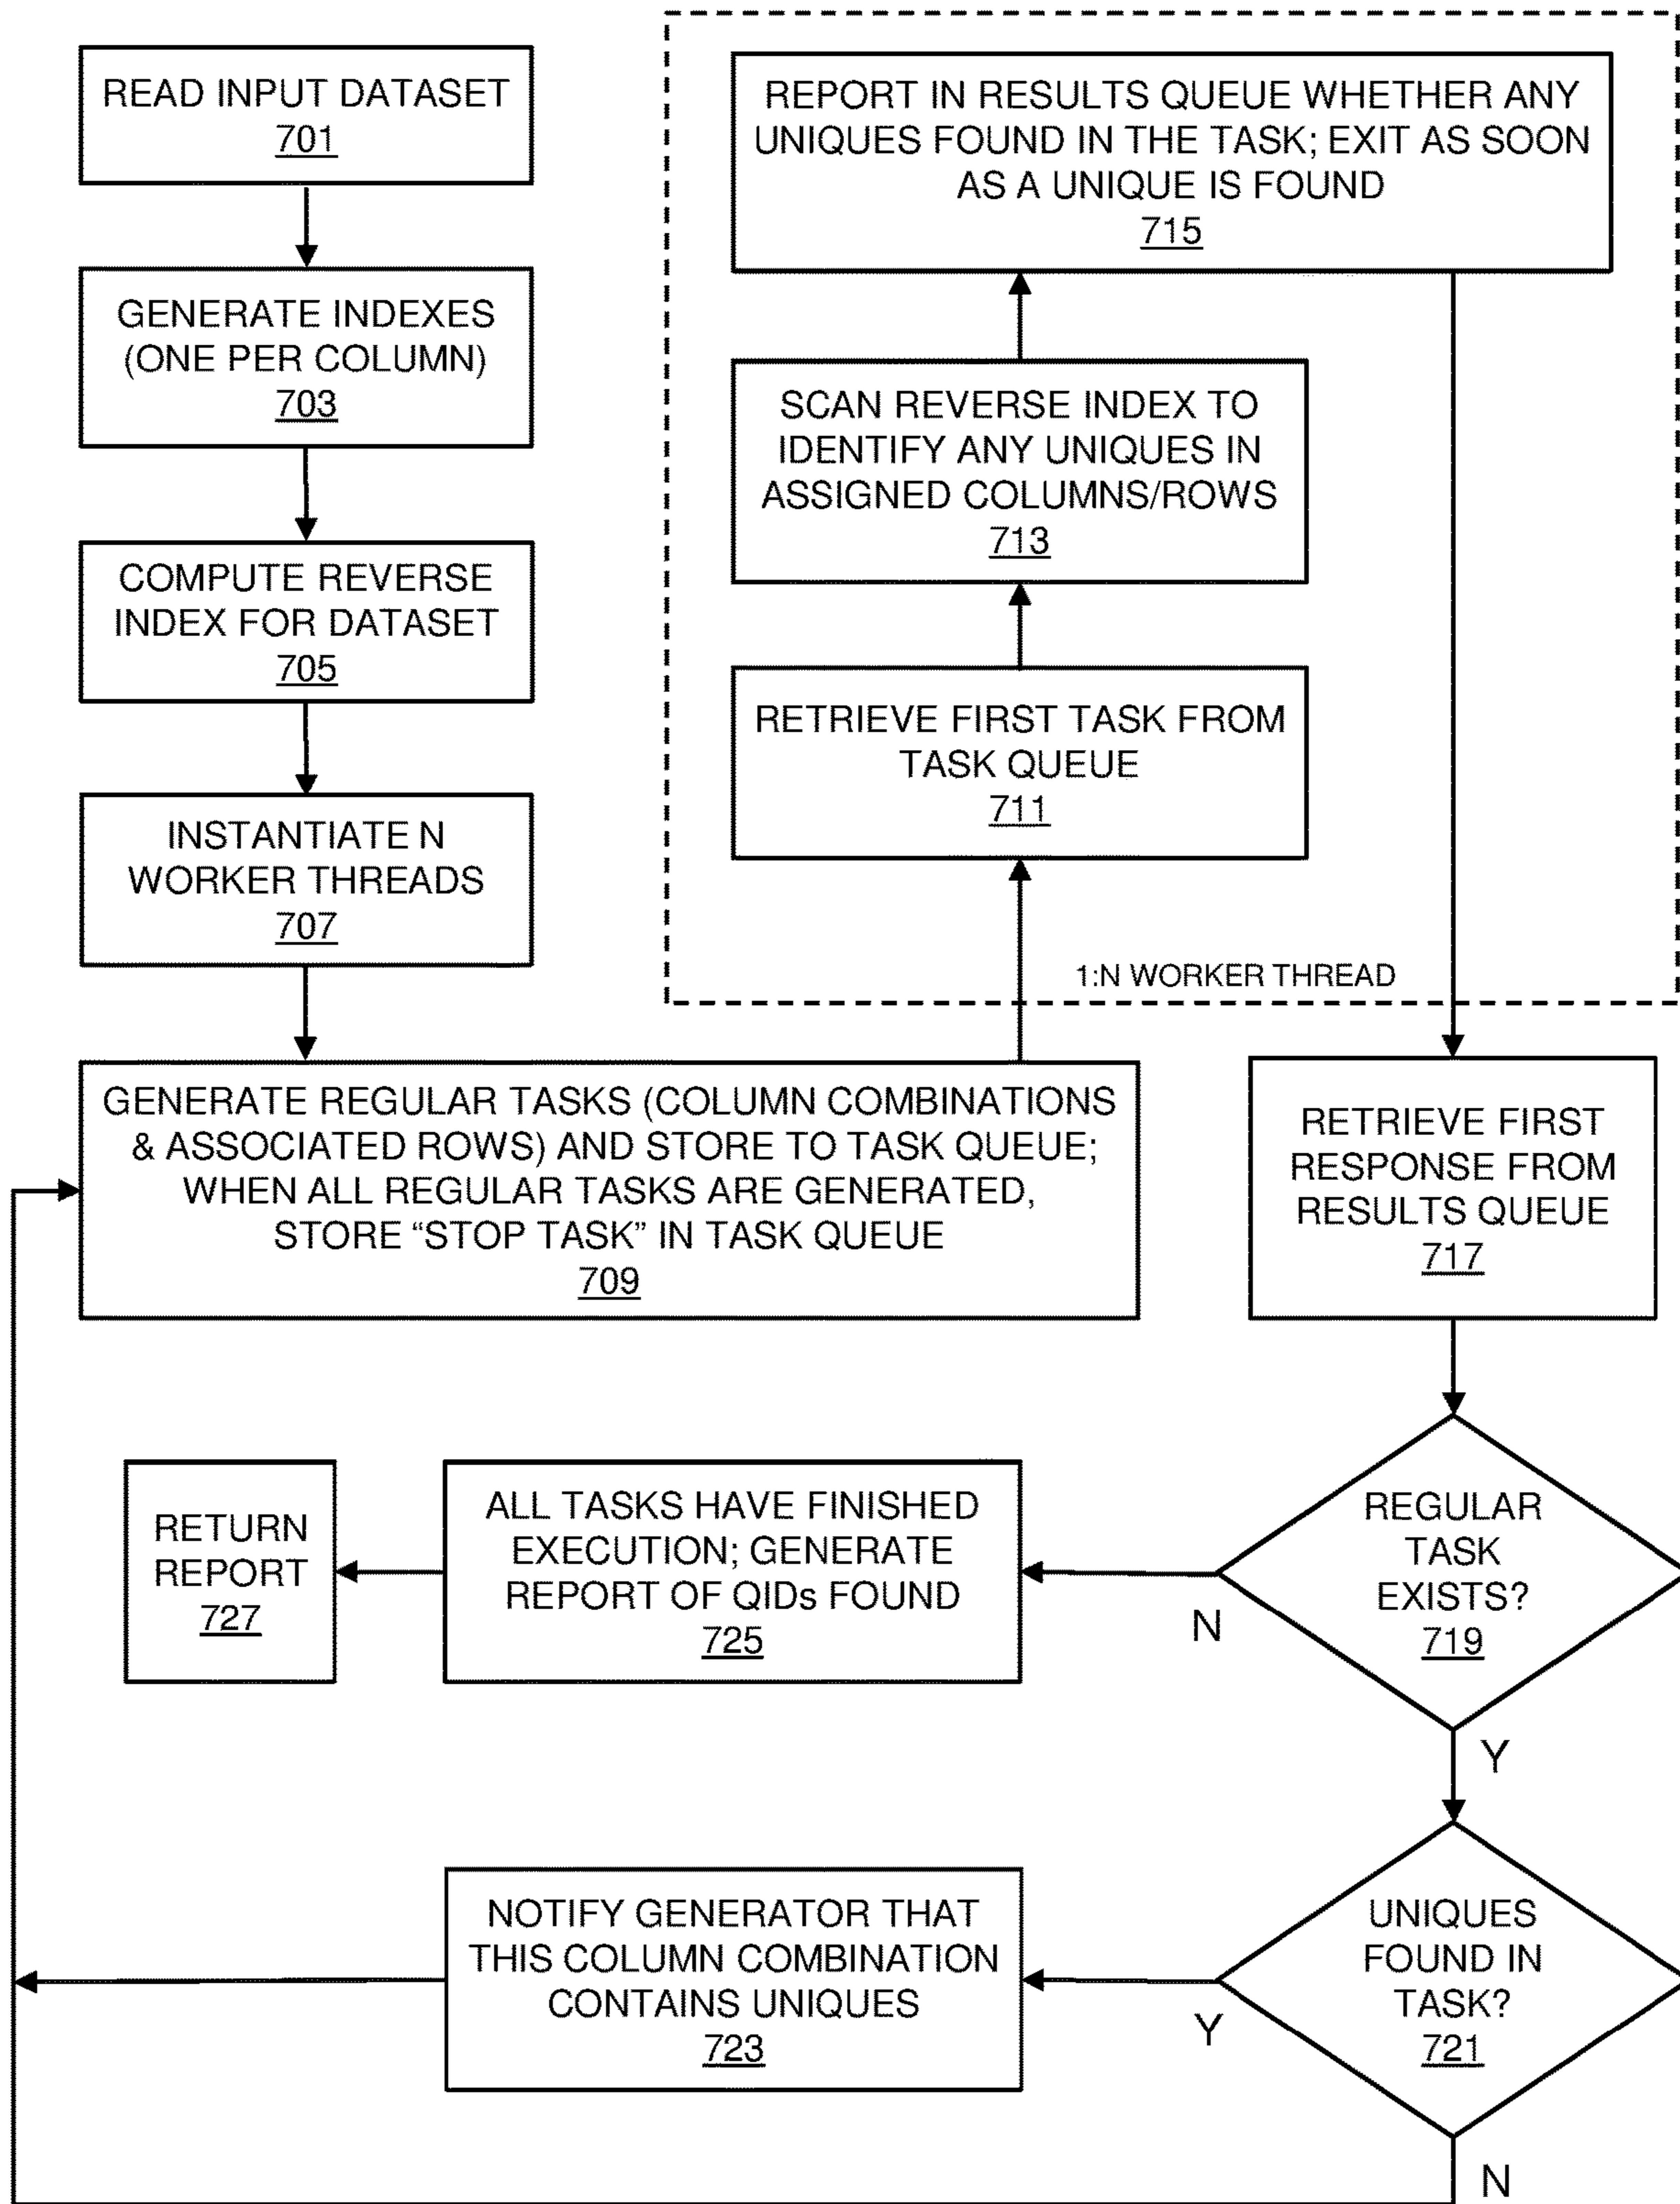 READ INPUT DATASET
701
GENERATE INDEXES
(ONE PER COLUMN)
703
COMPUTE REVERSE
INDEX FOR DATASET
705
INSTANTIATE N
WORKER THREADS
707
GENERATE REGULAR TASKS (COLUMN COMBINATIONS
& ASSOCIATED ROWS) AND STORE TO TASK QUEUE;
WHEN ALL REGULAR TASKS ARE GENERATED,
STORE “STOP TASK” IN TASK QUEUE
709
RETRIEVE FIRST TASK FROM
TASK QUEUE
711
SCAN REVERSE INDEX TO
IDENTIFY ANY UNIQUES IN
ASSIGNED COLUMNS/ROWS
713
REPORT IN RESULTS QUEUE WHETHER ANY
UNIQUES FOUND IN THE TASK; EXIT AS SOON
AS A UNIQUE IS FOUND
715
1:N WORKER THREAD
RETRIEVE FIRST
RESPONSE FROM
RESULTS QUEUE
717
REGULAR
TASK
EXISTS?
719
N
Y
ALL TASKS HAVE FINISHED
EXECUTION; GENERATE
REPORT OF QIDs FOUND
725
RETURN
REPORT
727
UNIQUES
FOUND IN
TASK?
721
Y
N
NOTIFY GENERATOR THAT
THIS COLUMN COMBINATION
CONTAINS UNIQUES
723